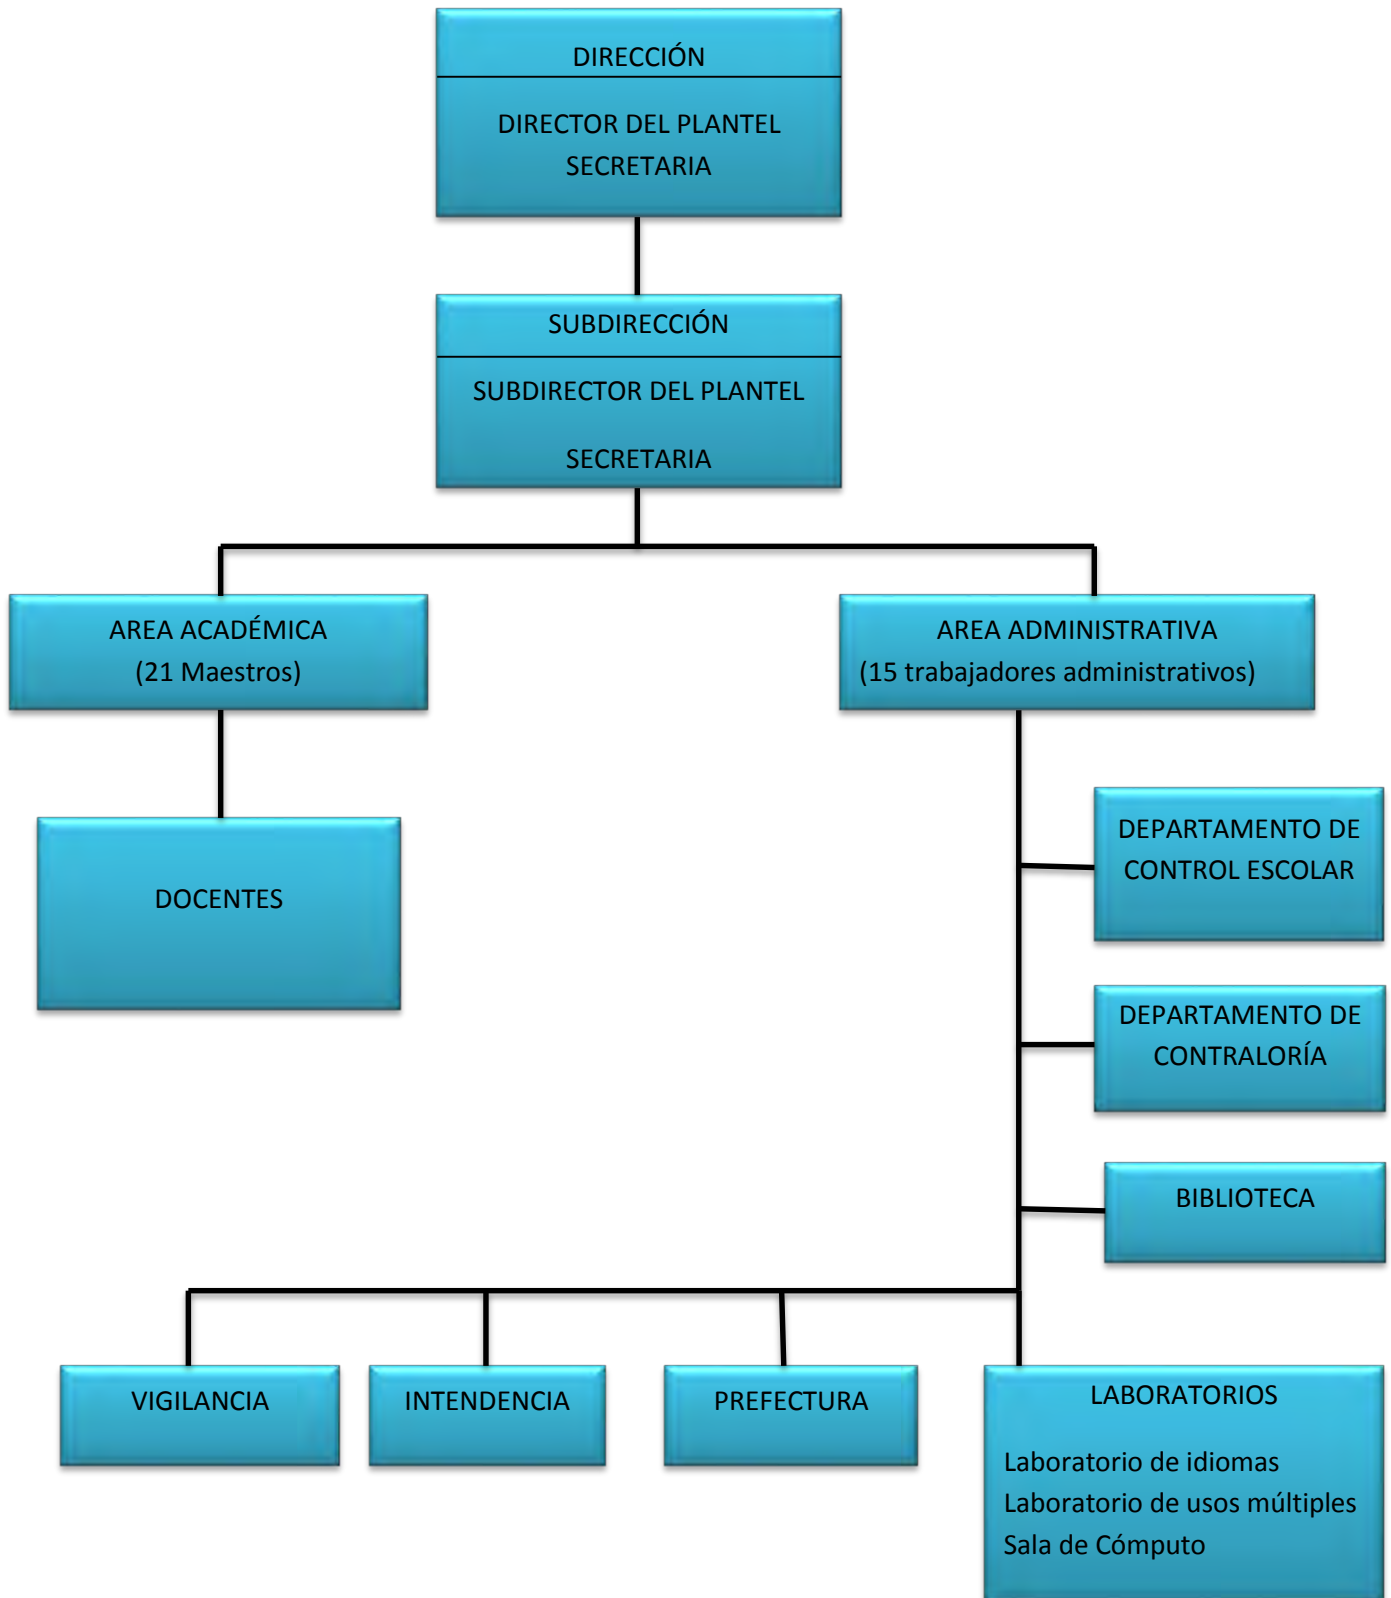 DIRECCIÓN
DIRECTOR DEL PLANTEL
SECRETARIA
SUBDIRECCIÓN
SUBDIRECTOR DEL PLANTEL
SECRETARIA
AREA ACADÉMICA
(21 Maestros)
AREA ADMINISTRATIVA
(15 trabajadores administrativos)
DOCENTES
DEPARTAMENTO DE
CONTROL ESCOLAR
DEPARTAMENTO DE
CONTRALORÍA
BIBLIOTECA
VIGILANCIA
INTENDENCIA
PREFECTURA
LABORATORIOS
Laboratorio de idiomas
Laboratorio de usos múltiples
Sala de Cómputo